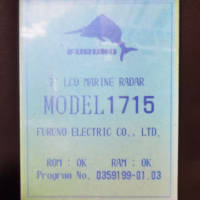 FURUNO
7" LCD MARINE RADAR
MODEL1715
FURUNO ELECTRIC CO., LTD.
ROM : OK    RAM : OK
Program No. 0359199-01.03